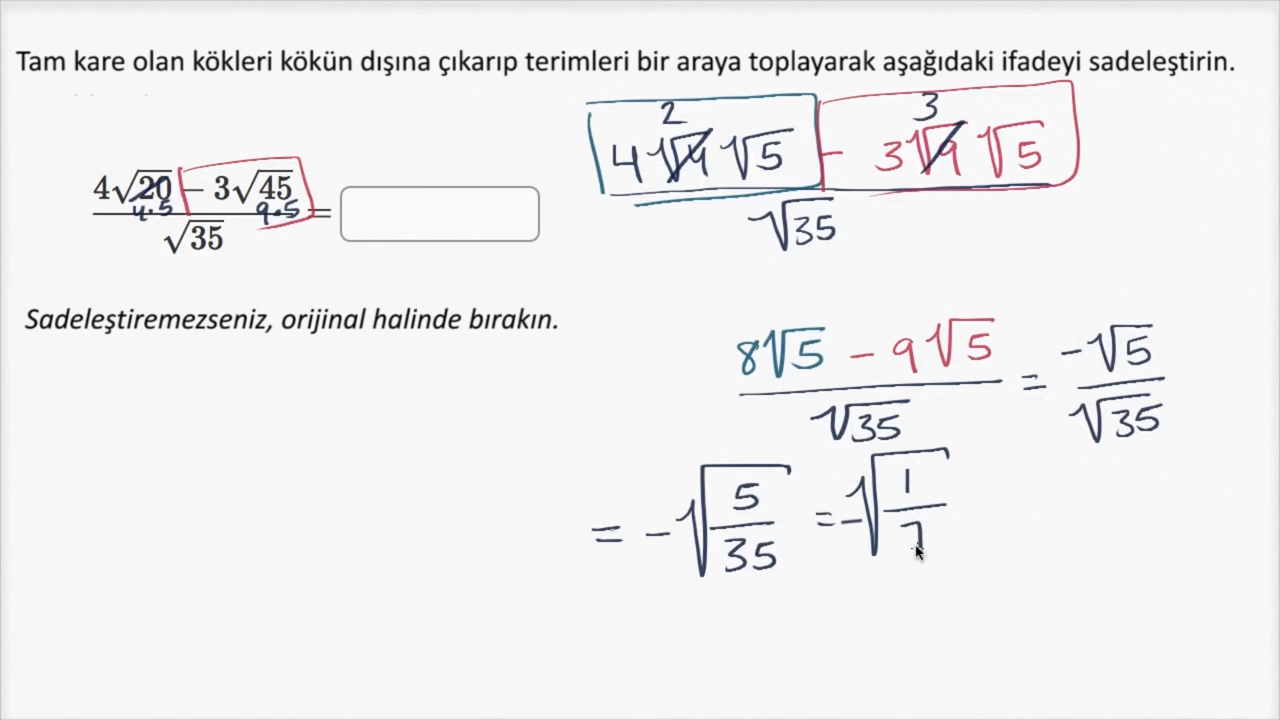 Tam kare olan kökleri kökün dışına çıkarıp terimleri bir araya toplayarak aşağıdaki ifadeyi sadeleştirin.
2 3
4√4 √5 - 3√9 √5
√35
4√20 - 3√45
4·5 9·5
√35
=
Sadeleştiremezseniz, orijinal halinde bırakın.
8√5 - 9√5
√35
= -√5
√35
= -√
5
35
= -√
1
7